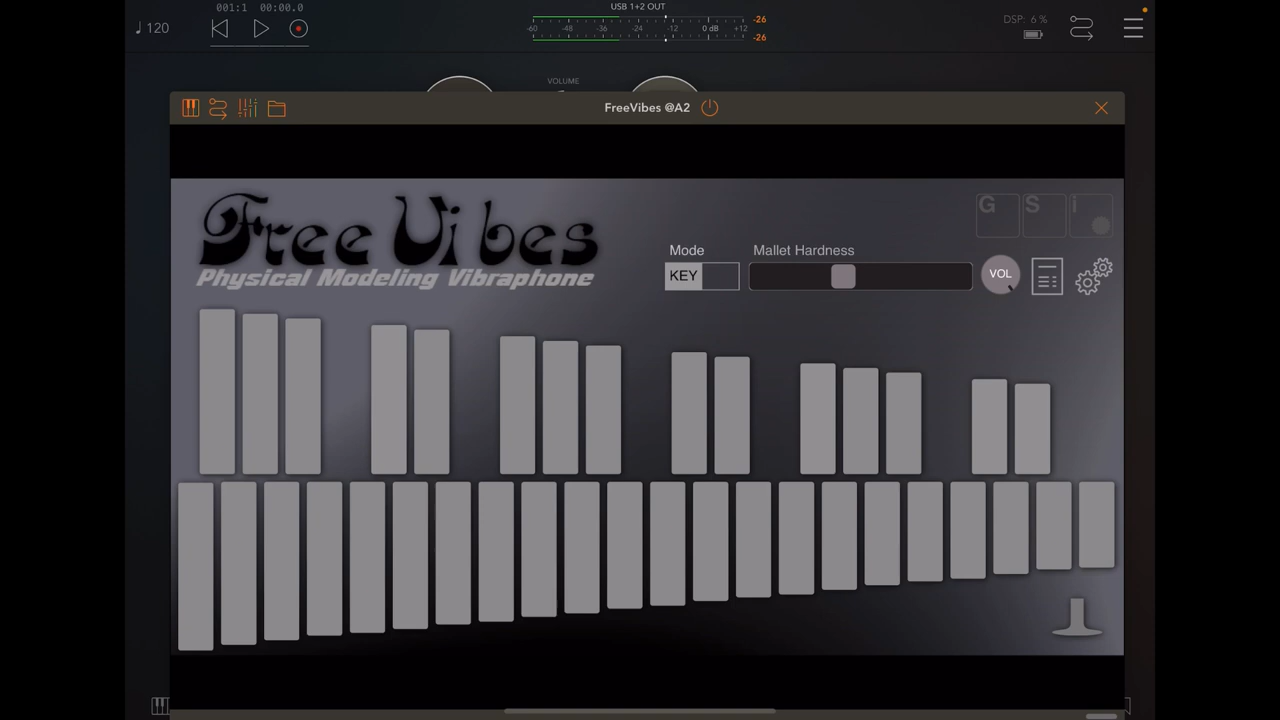 001:1 00:00.0
♩ 120
USB 1+2 OUT
-60 -48 -36 -24 -12 0 dB +12
-26
-26
DSP: 6 %
VOLUME
FreeVibes @A2
Free Vibes
Physical Modeling Vibraphone
Mode
KEY
Mallet Hardness
VOL
G S i